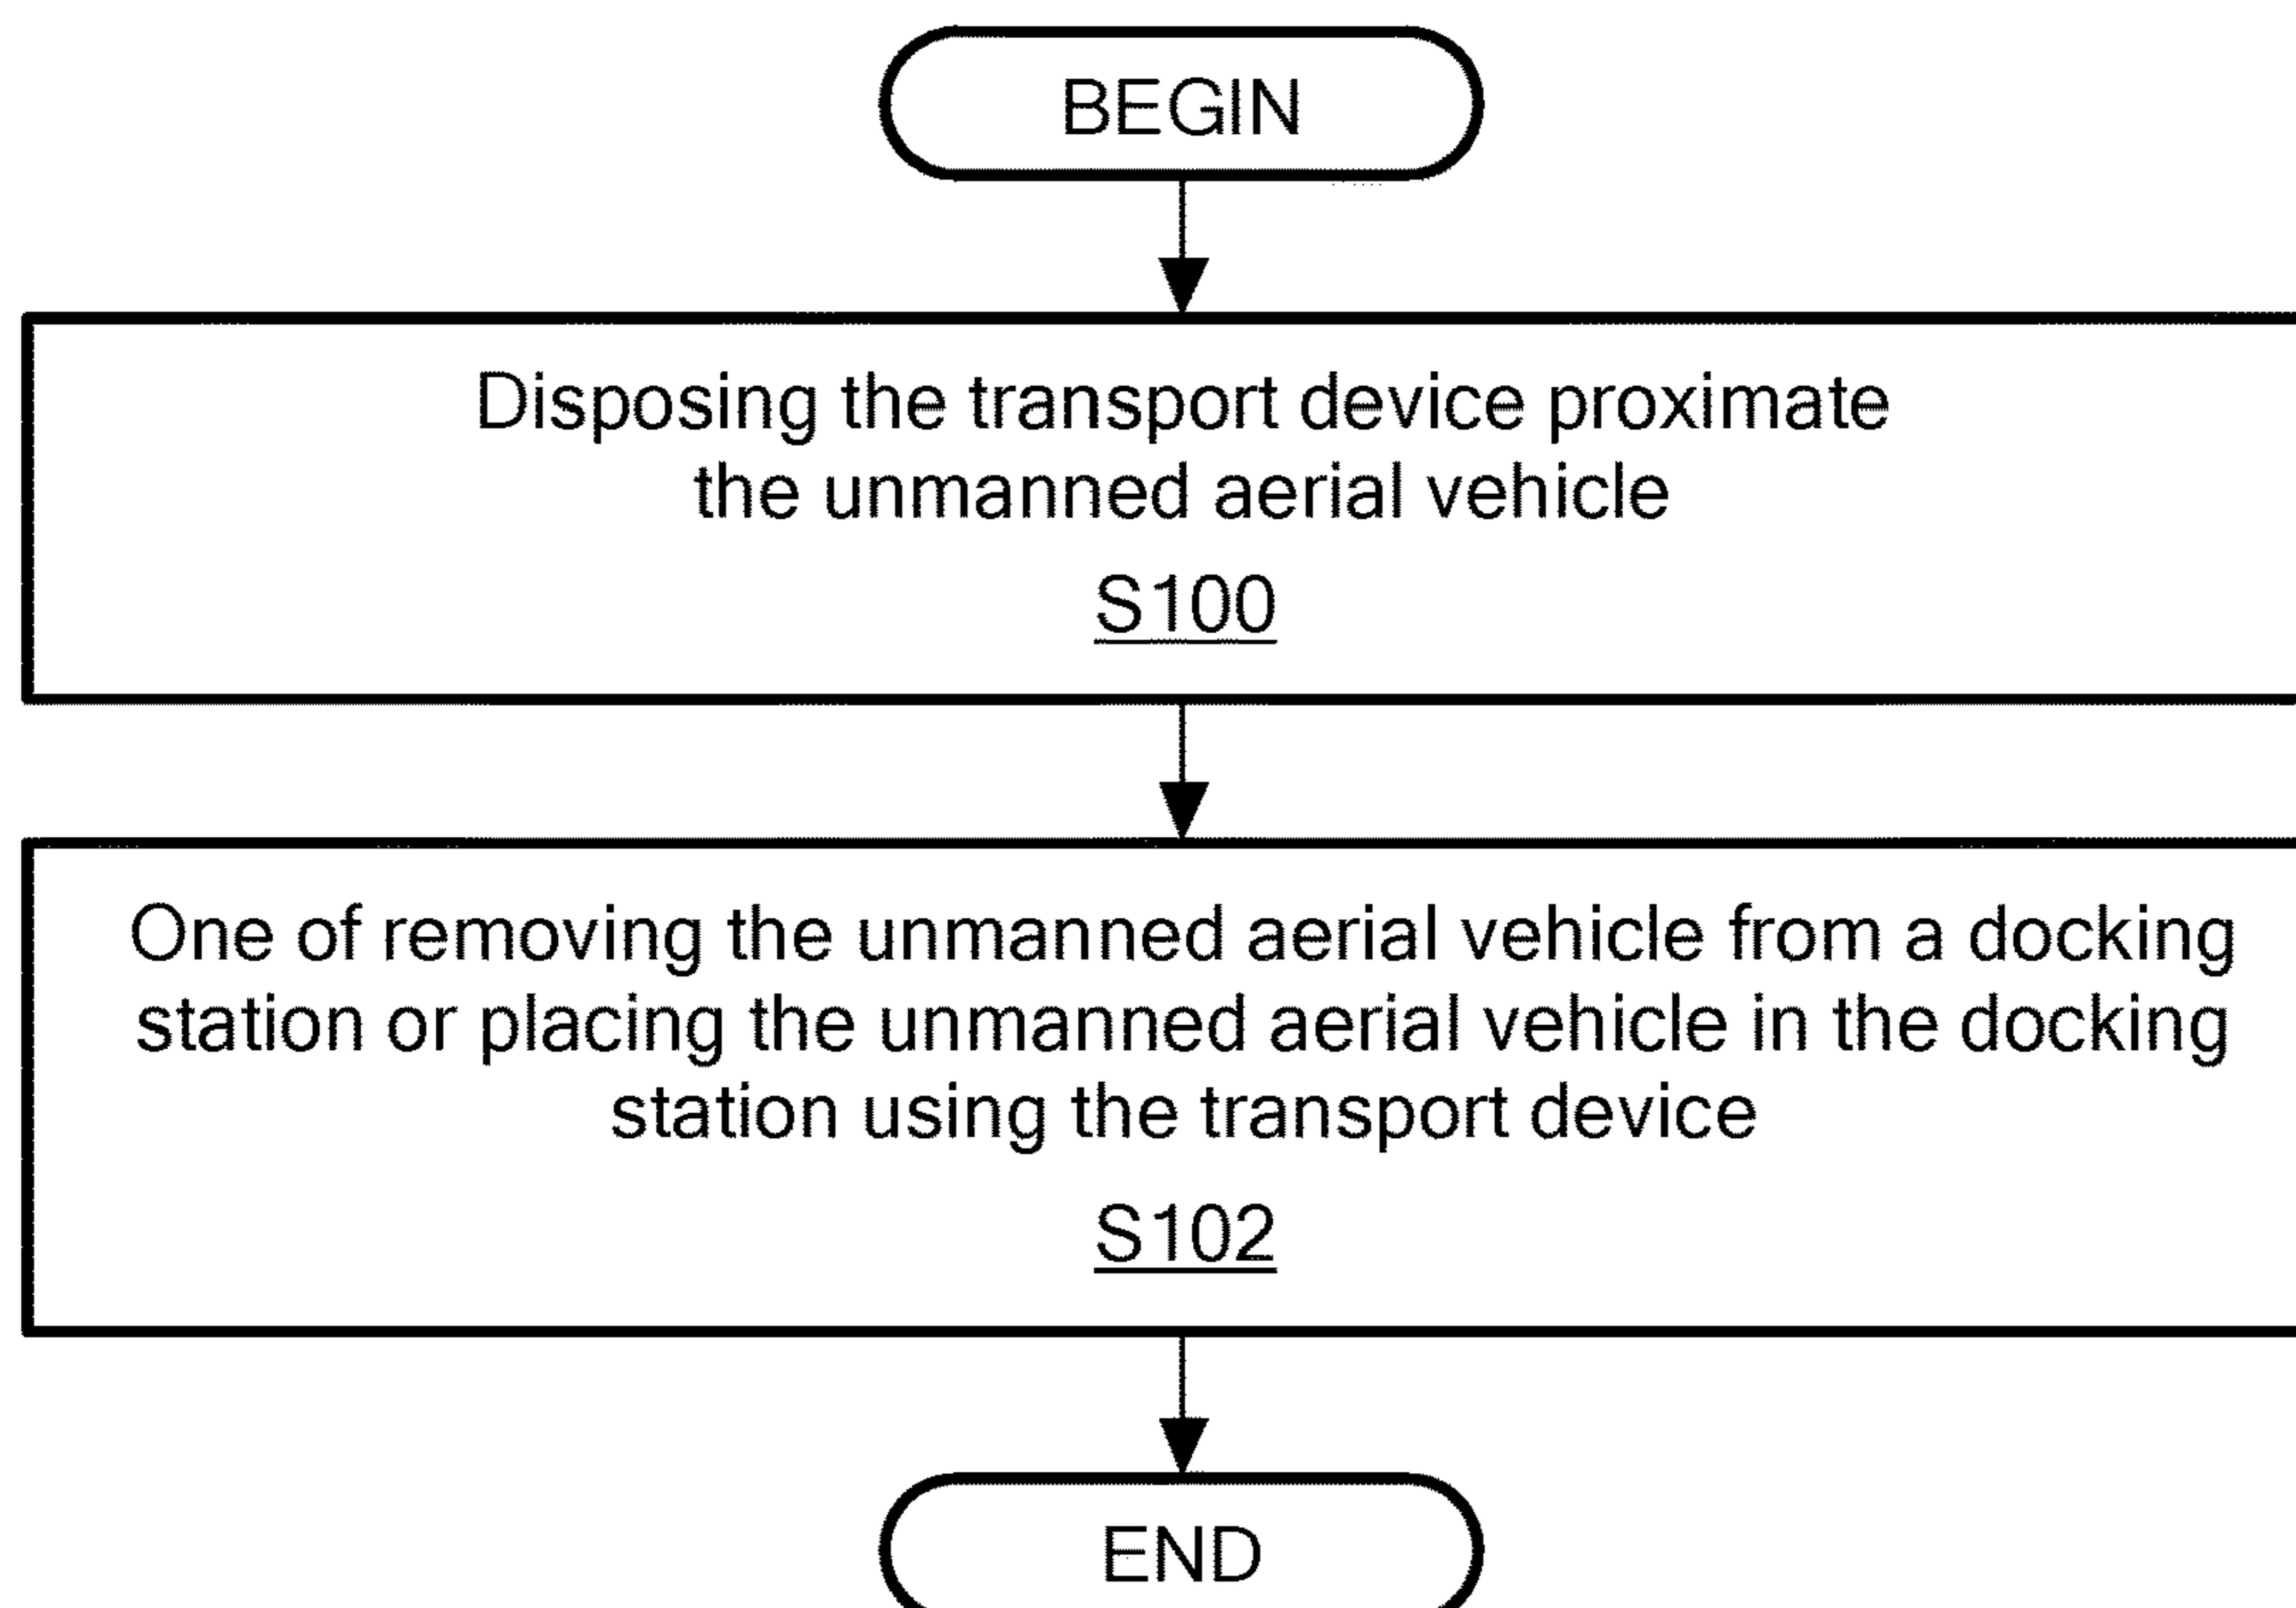 BEGIN
Disposing the transport device proximate
the unmanned aerial vehicle
S100
One of removing the unmanned aerial vehicle from a docking
station or placing the unmanned aerial vehicle in the docking
station using the transport device
S102
END